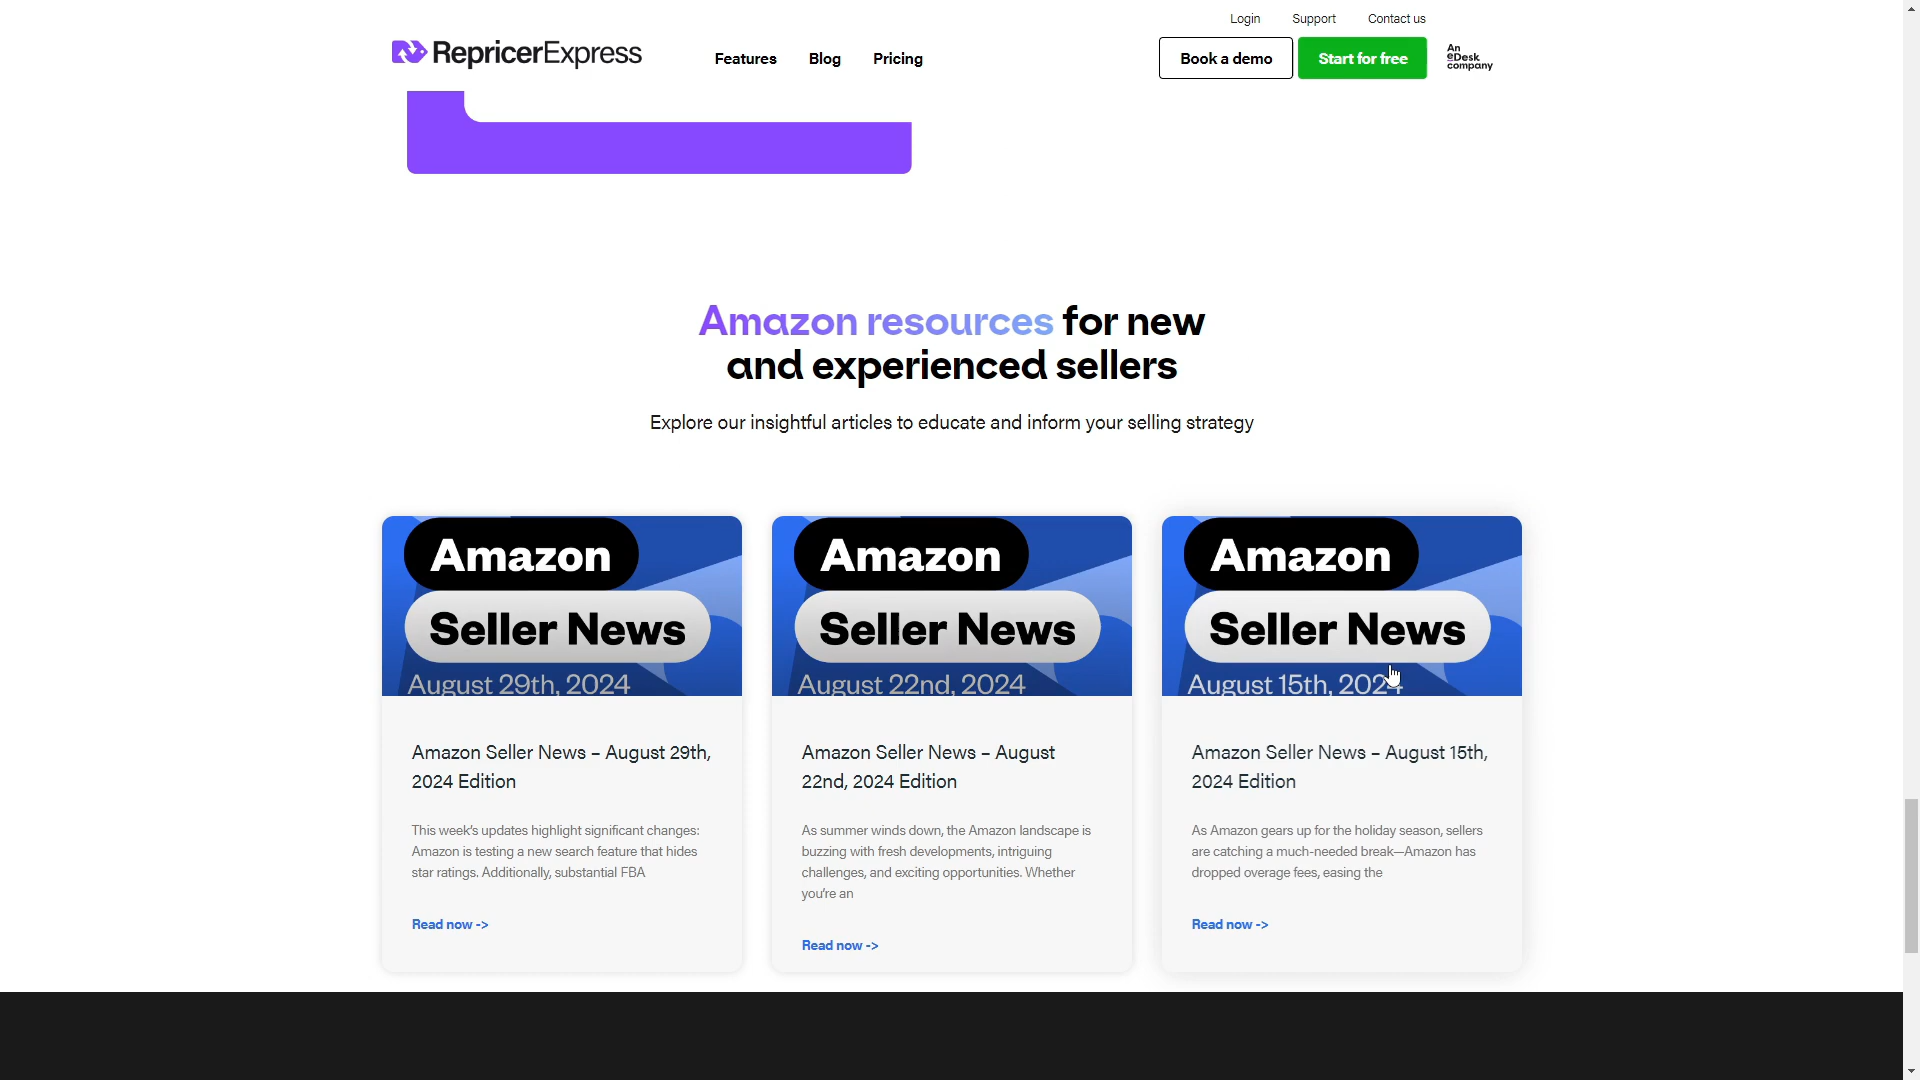 Login Support Contact us
RepricerExpress
Features Blog Pricing
Book a demo Start for free
An
eDesk
company
Amazon resources for new
and experienced sellers
Explore our insightful articles to educate and inform your selling strategy
Amazon
Seller News
August 29th, 2024
Amazon Seller News – August 29th,
2024 Edition
This week's updates highlight significant changes:
Amazon is testing a new search feature that hides
star ratings. Additionally, substantial FBA
Read now ->
Amazon
Seller News
August 22nd, 2024
Amazon Seller News – August
22nd, 2024 Edition
As summer winds down, the Amazon landscape is
buzzing with fresh developments, intriguing
challenges, and exciting opportunities. Whether
you're an
Read now ->
Amazon
Seller News
August 15th, 2024
Amazon Seller News – August 15th,
2024 Edition
As Amazon gears up for the holiday season, sellers
are catching a much-needed break—Amazon has
dropped overage fees, easing the
Read now ->